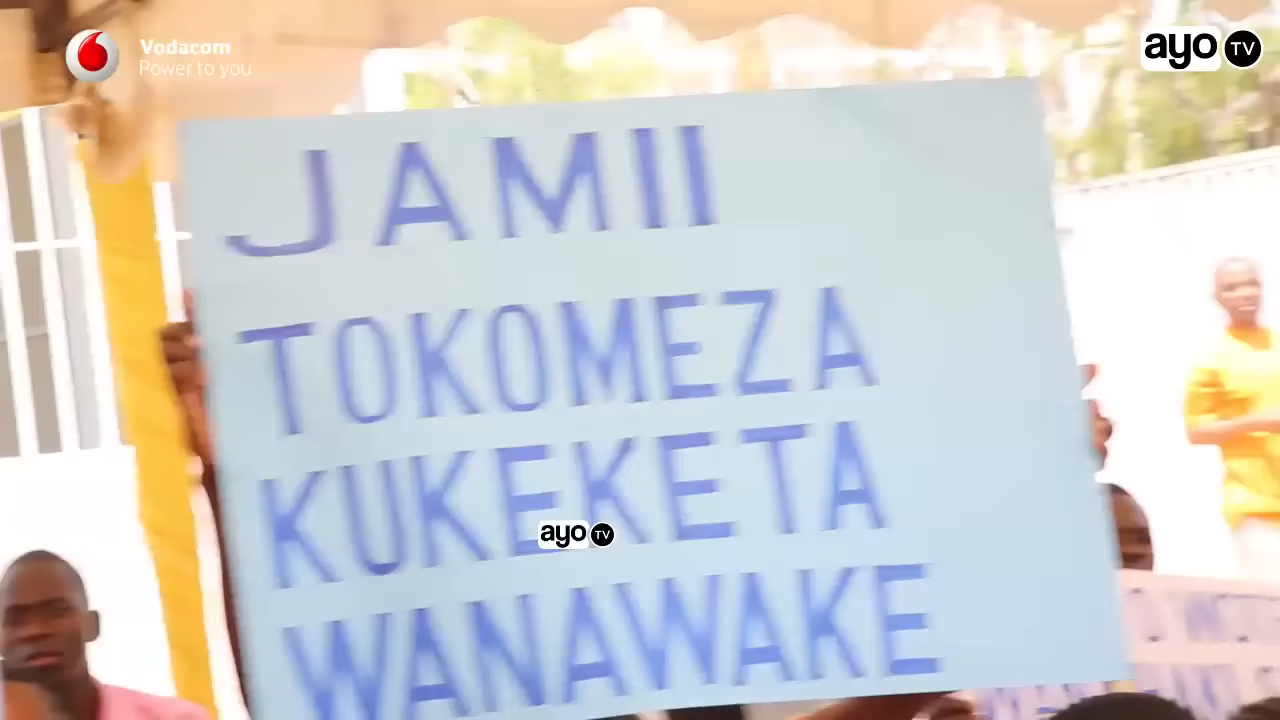 Vodacom
Power to you
ayo TV
JAMII
TOKOMEZA
KUKEKETA
ayo TV
WANAWAKE